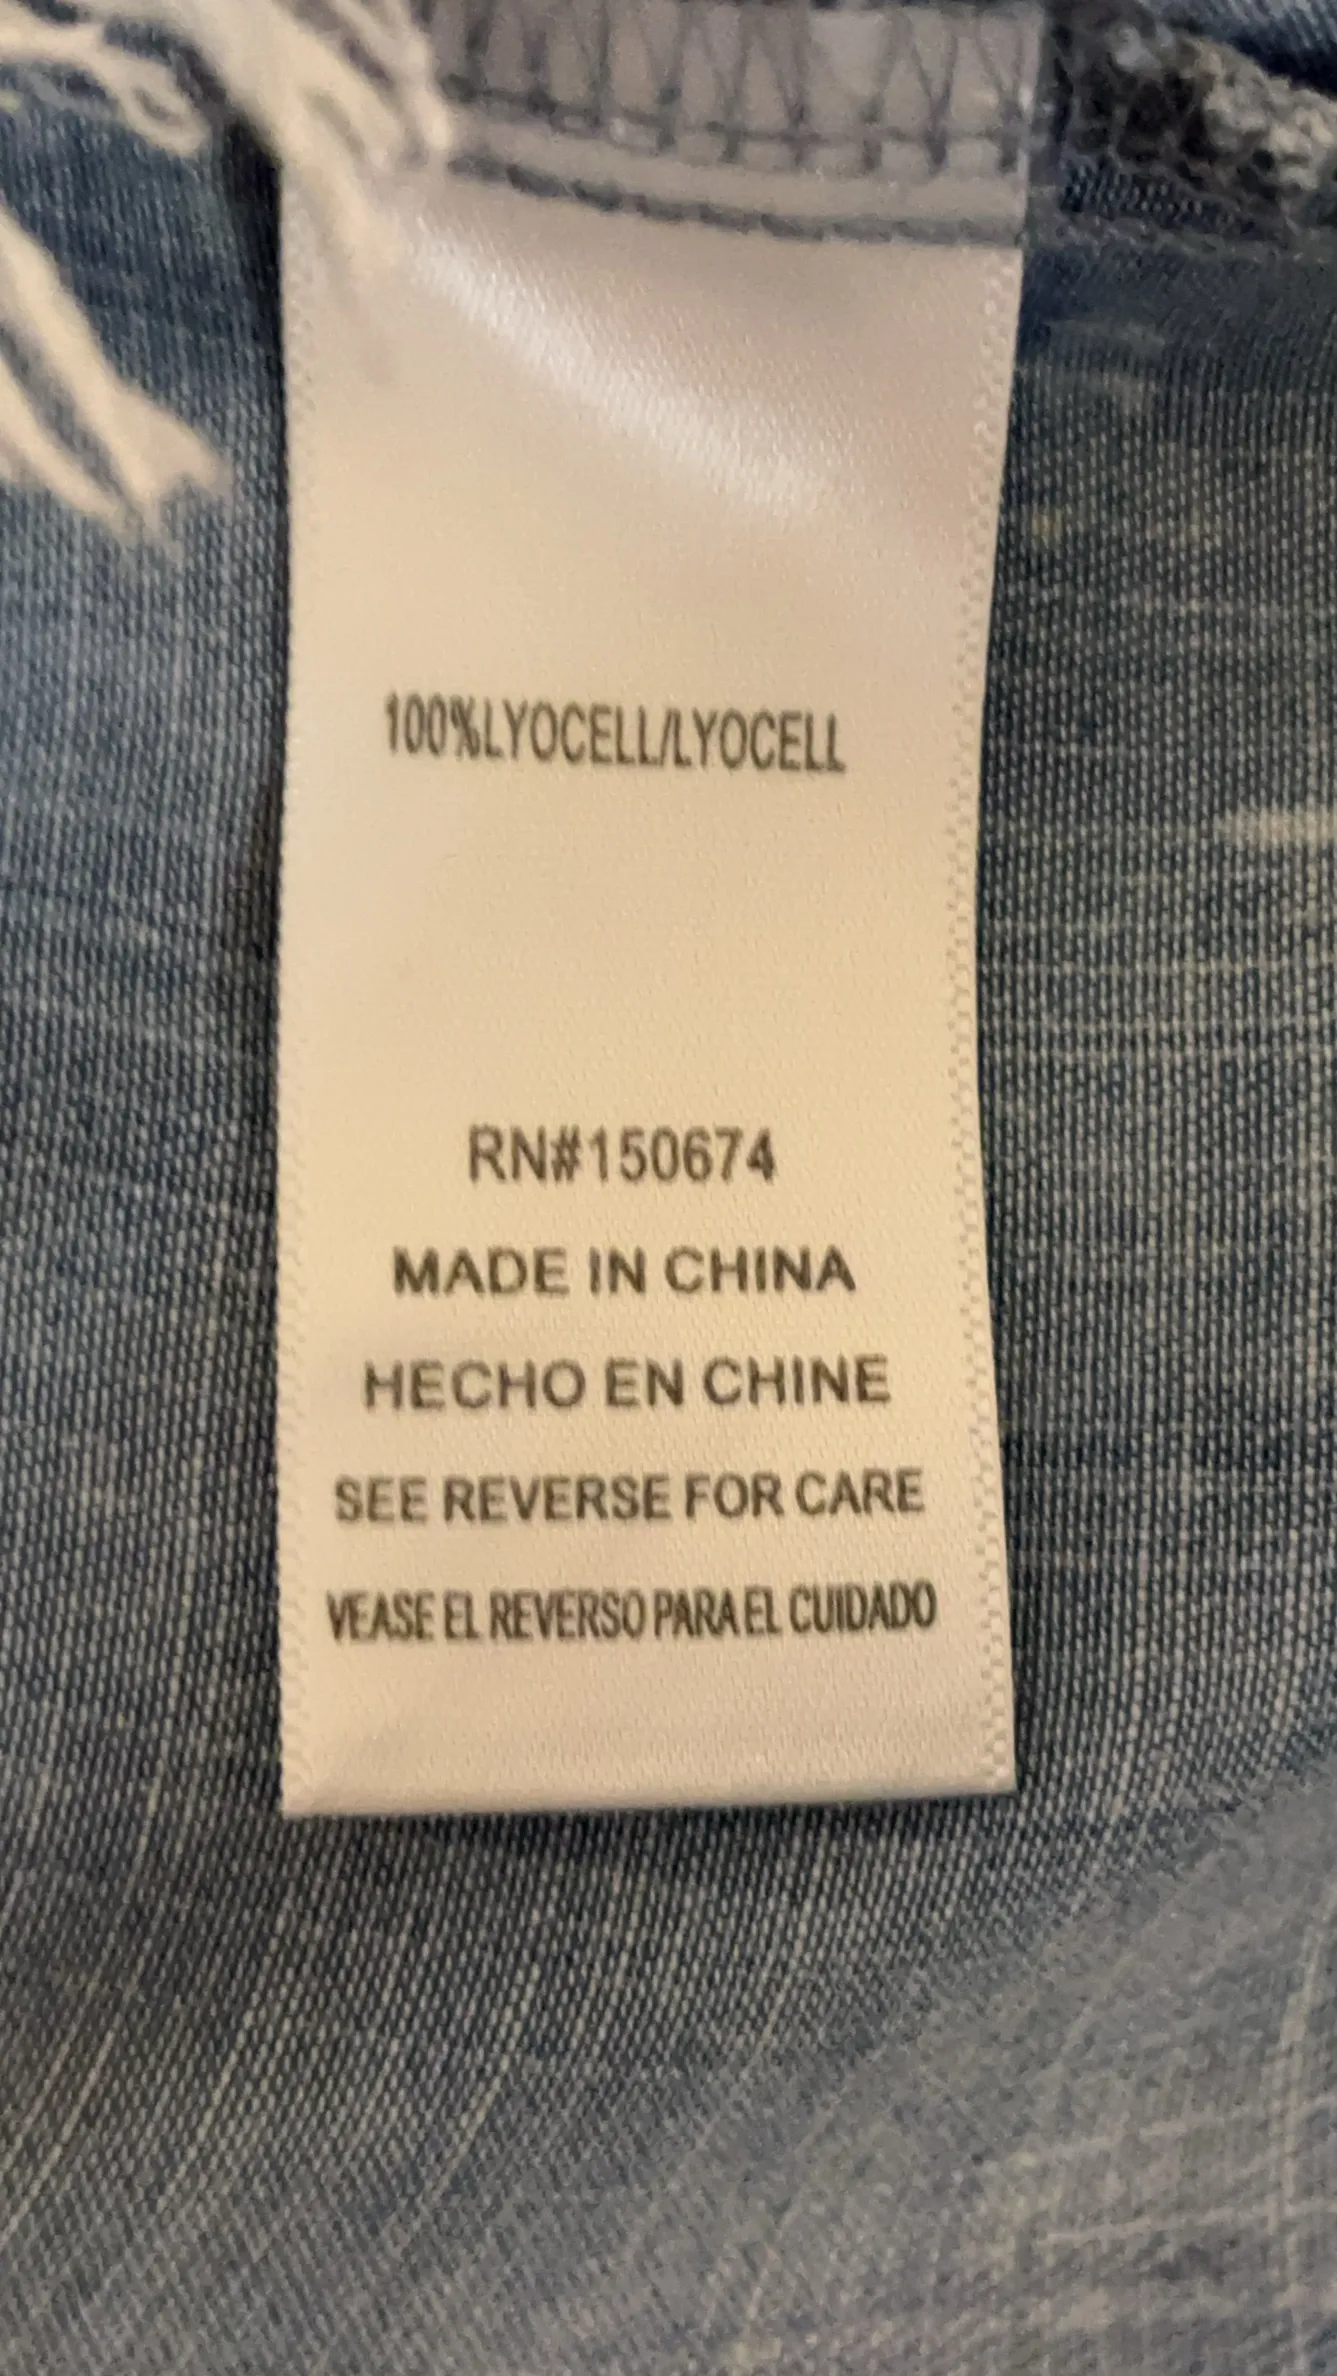 100%LYOCELL/LYOCELL
RN#150674
MADE IN CHINA
HECHO EN CHINE
SEE REVERSE FOR CARE
VEASE EL REVERSO PARA EL CUIDADO